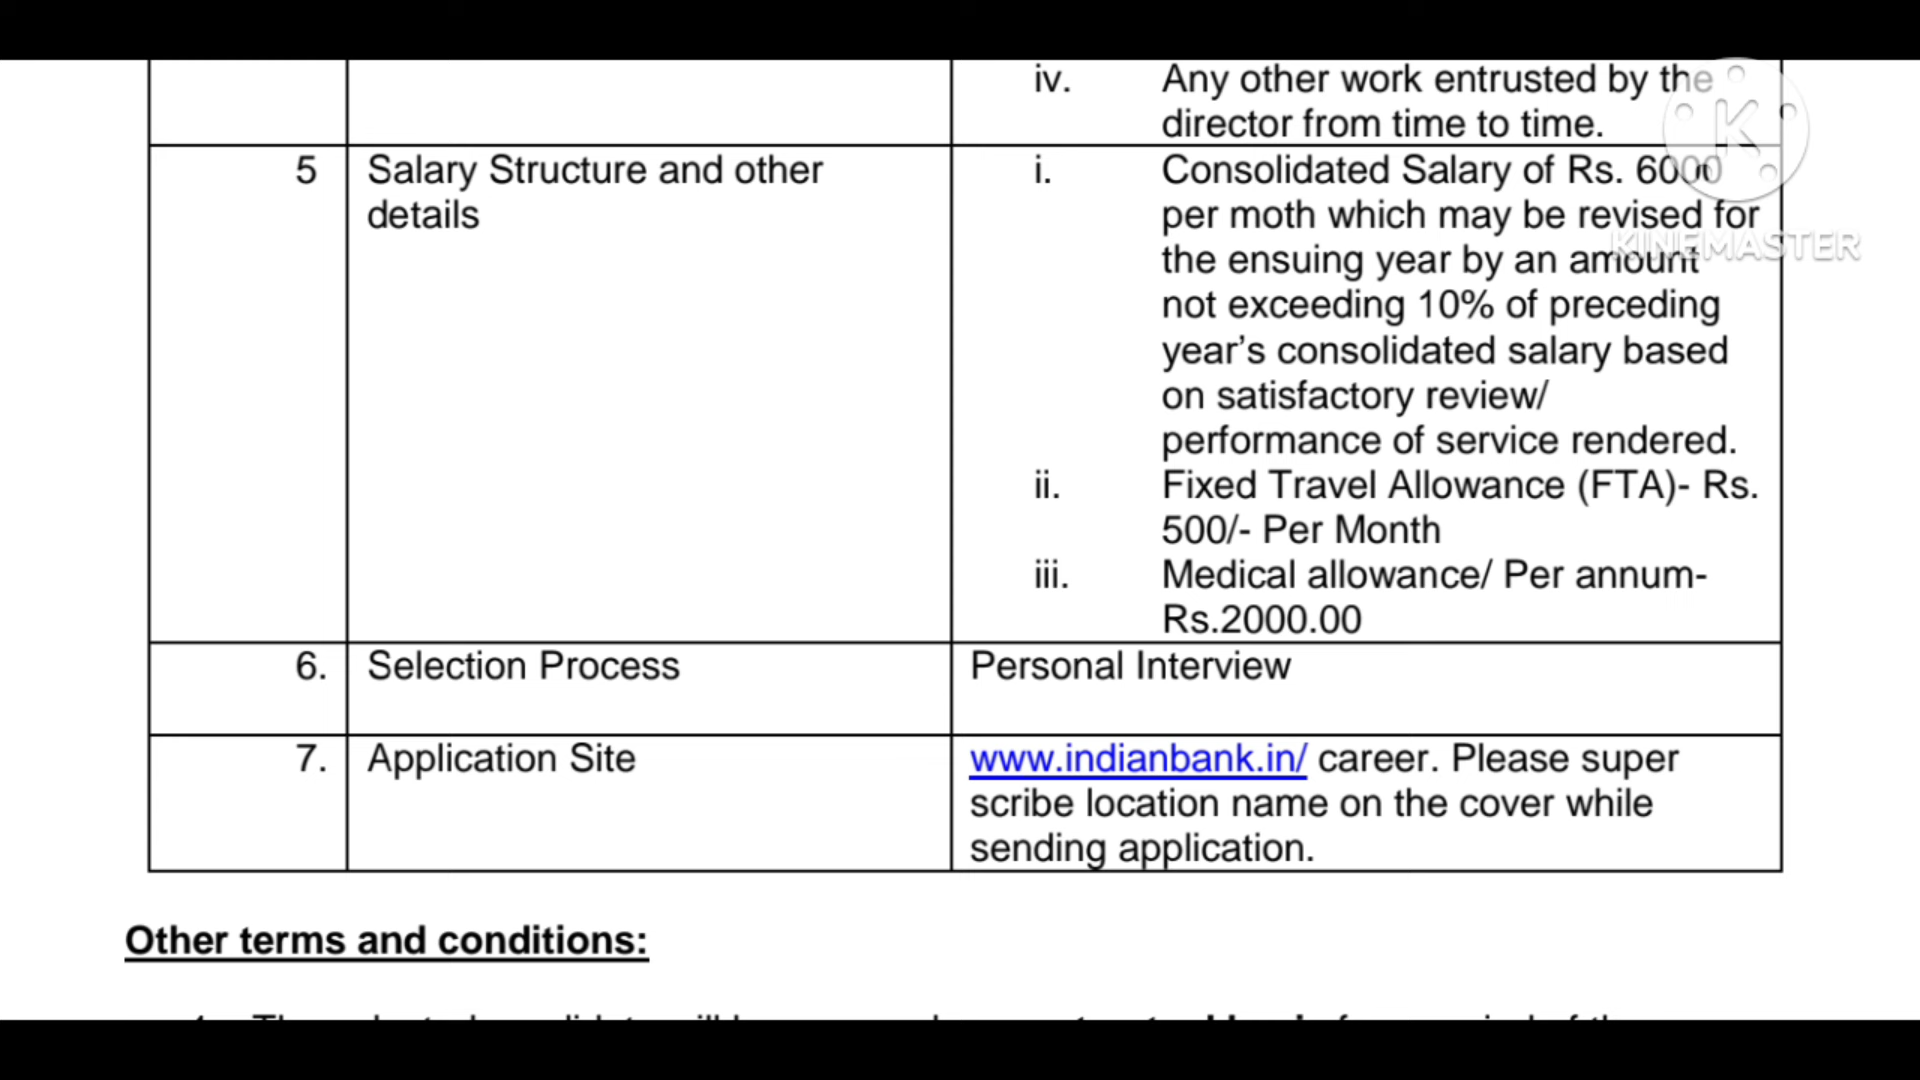 iv. Any other work entrusted by the
director from time to time.
5 Salary Structure and other
details
i. Consolidated Salary of Rs. 6000
per moth which may be revised for
the ensuing year by an amount
not exceeding 10% of preceding
year’s consolidated salary based
on satisfactory review/
performance of service rendered.
ii. Fixed Travel Allowance (FTA)- Rs.
500/- Per Month
iii. Medical allowance/ Per annum-
Rs.2000.00
6. Selection Process Personal Interview
7. Application Site
www.indianbank.in/ career. Please super
scribe location name on the cover while
sending application.
Other terms and conditions:
K
KINEMASTER